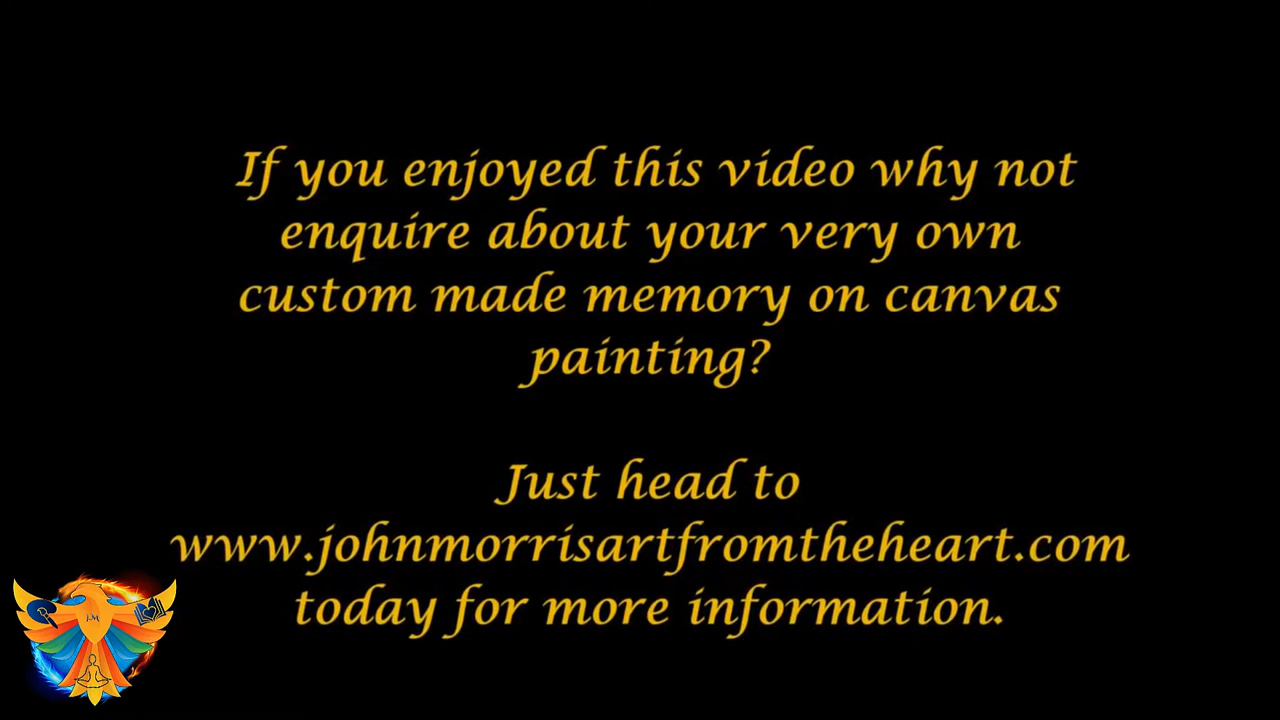 If you enjoyed this video why not
enquire about your very own
custom made memory on canvas
painting?
Just head to
www.johnmorrisartfromtheheart.com
today for more information.
JM